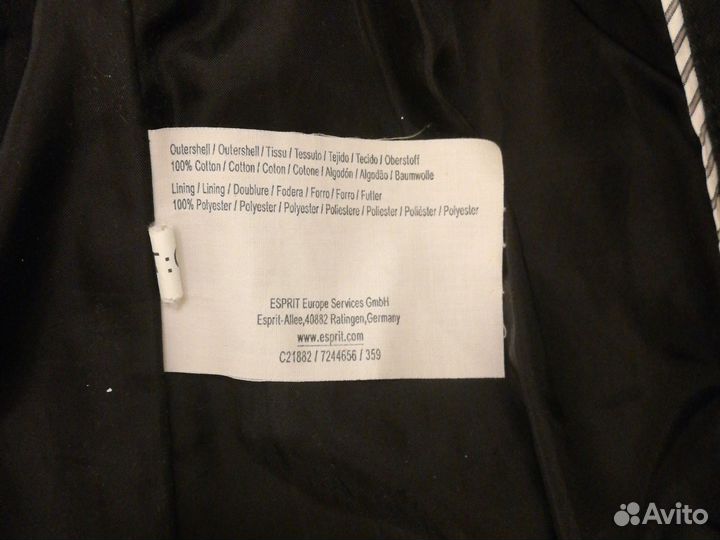 Outershell / Outershell / Tissu / Tessuto / Tejido / Tecido / Oberstoff
100% Cotton / Cotton / Coton / Cotone / Algodón / Algodão / Baumwolle
Lining / Lining / Doublure / Fodera / Forro / Forro / Futter
100% Polyester / Polyester / Polyester / Poliestere / Poliester / Poliéster / Polyester
ESPRIT Europe Services GmbH
Esprit-Allee,40882 Ratingen,Germany
www.esprit.com
C21882 / 7244656 / 359
Avito